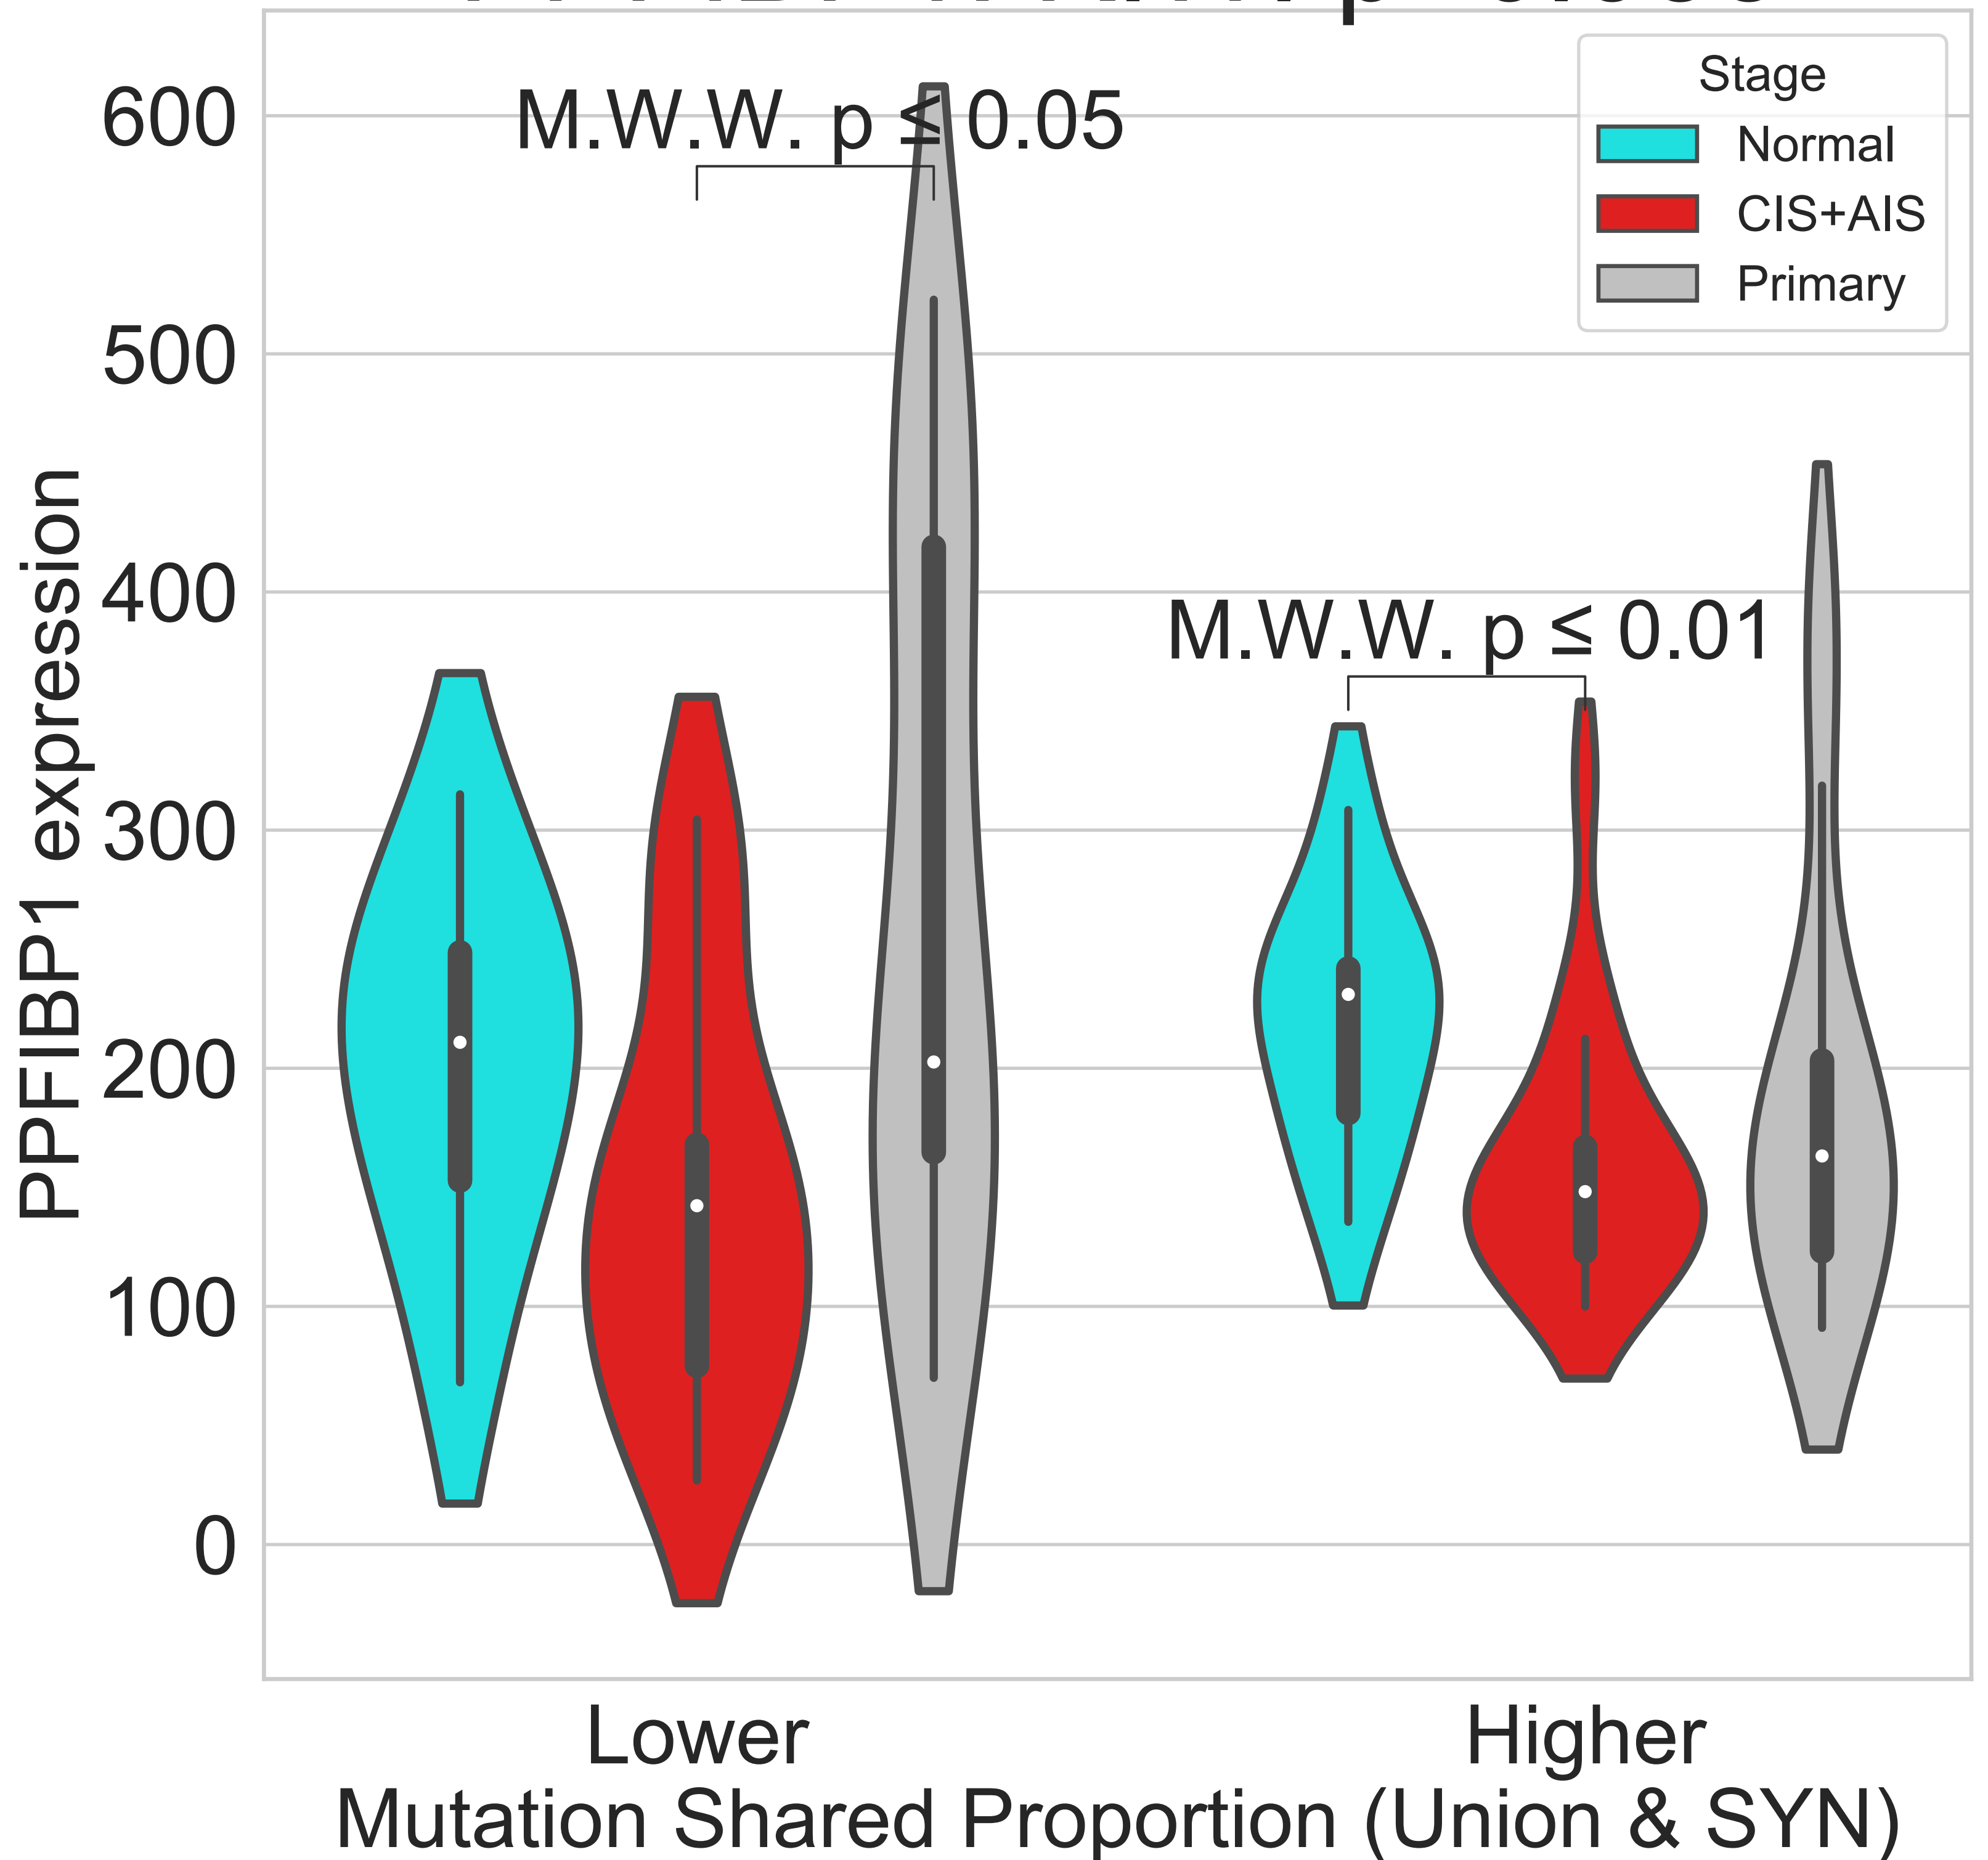 M.W.W. p ≤ 0.05
M.W.W. p ≤ 0.01
Stage
Normal
CIS+AIS
Primary
PPFIBP1 expression
600
500
400
300
200
100
0
Lower
Higher
Mutation Shared Proportion (Union & SYN)